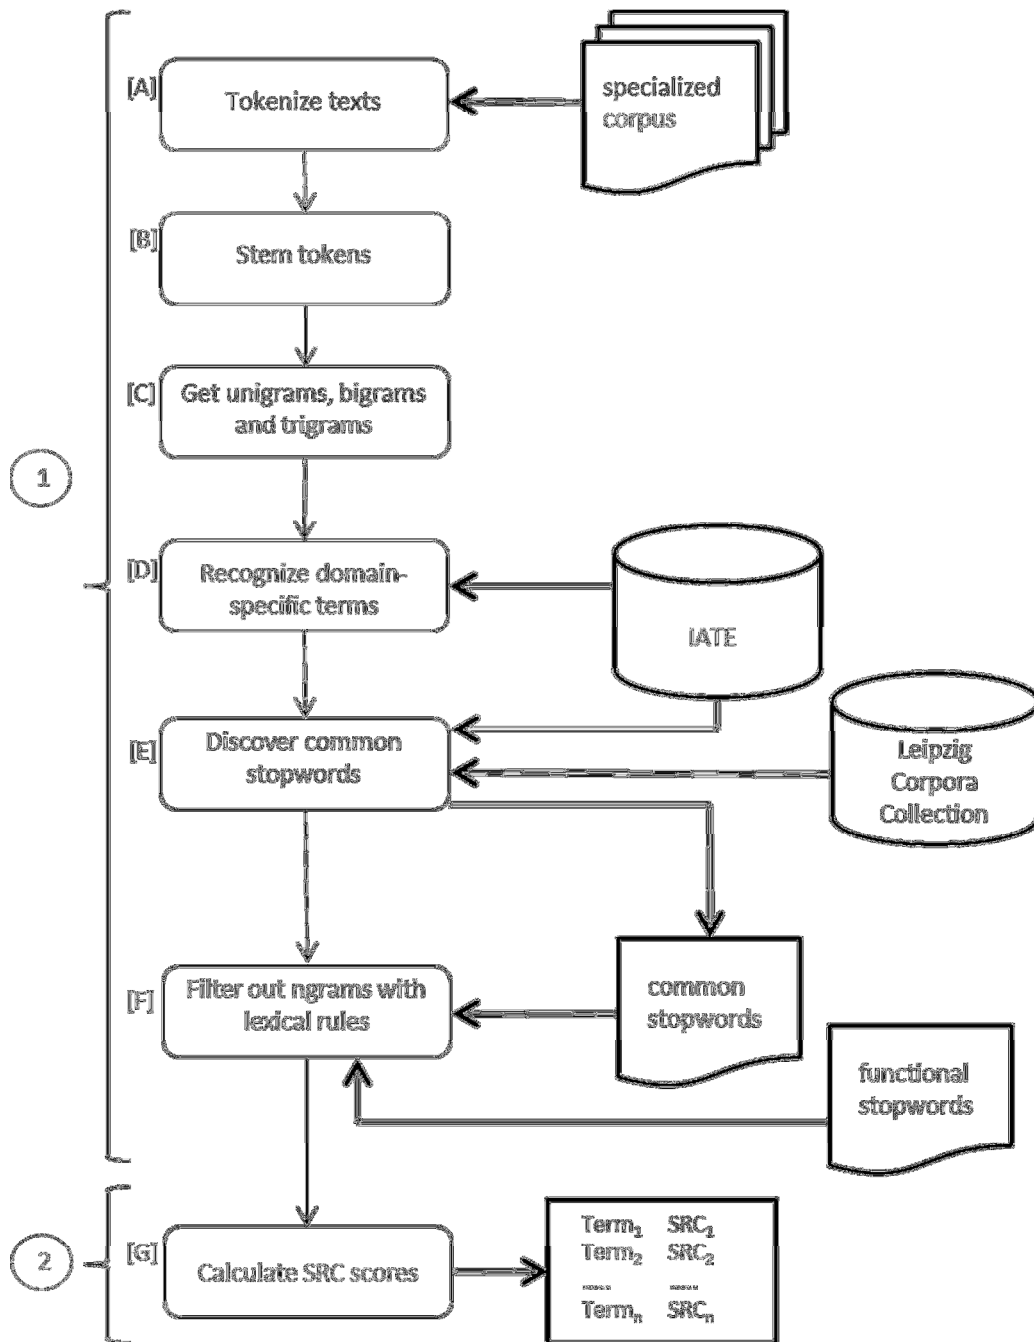 [A]
Tokenize texts
specialized
corpus
[B]
Stem tokens
[C]
Get unigrams, bigrams
and trigrams
1
[D]
Recognize domain-
specific terms
IATE
[E]
Discover common
stopwords
Leipzig
Corpora
Collection
[F]
Filter out ngrams with
lexical rules
common
stopwords
functional
stopwords
2
[G]
Calculate SRC scores
Term₁ SRC₁
Term₂ SRC₂
..... .....
Termₙ SRCₙ